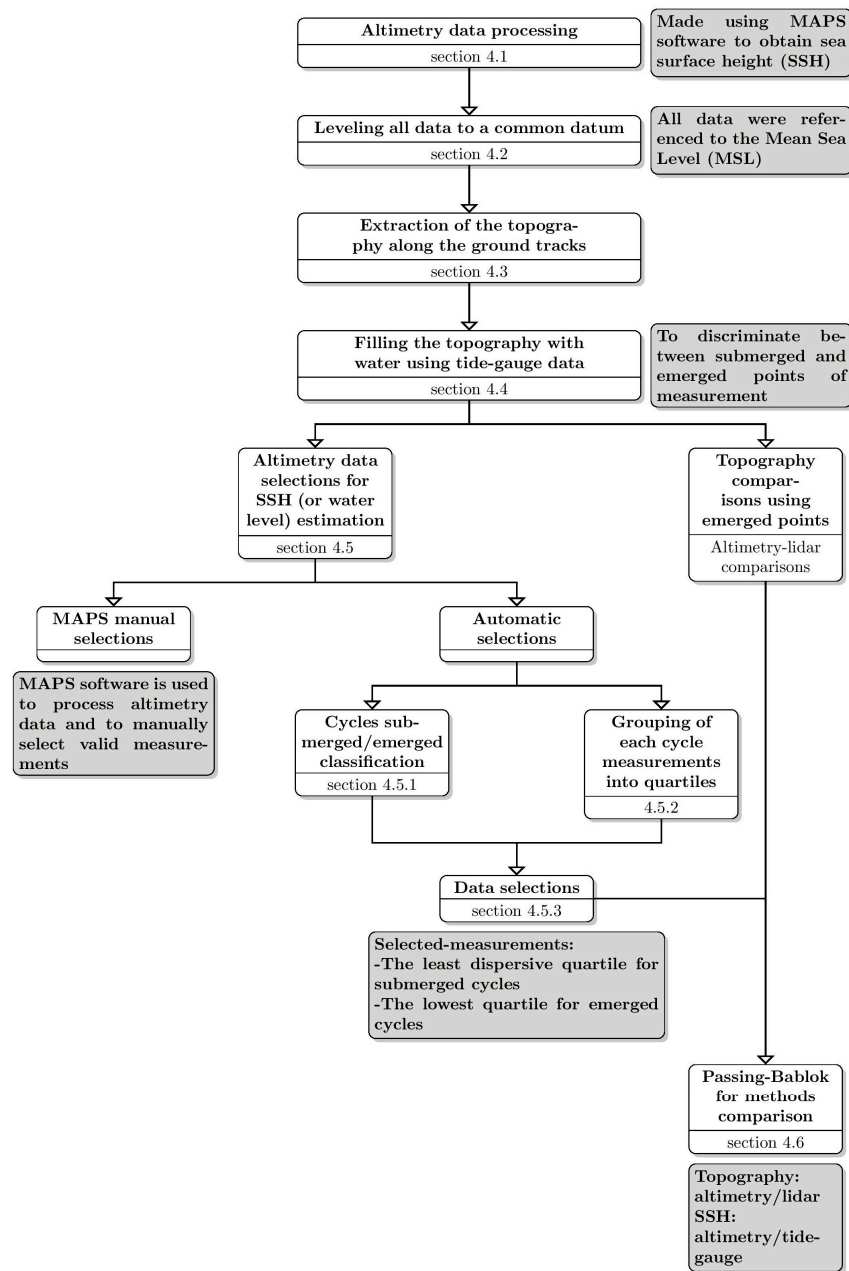 Altimetry data processing
section 4.1
Made using MAPS
software to obtain sea
surface height (SSH)
Leveling all data to a common datum
section 4.2
All data were refer-
enced to the Mean Sea
Level (MSL)
Extraction of the topogra-
phy along the ground tracks
section 4.3
Filling the topography with
water using tide-gauge data
section 4.4
To discriminate be-
tween submerged and
emerged points of
measurement
Altimetry data
selections for
SSH (or water
level) estimation
section 4.5
Topography
compar-
isons using
emerged points
Altimetry-lidar
comparisons
MAPS manual
selections
Automatic
selections
MAPS software is used
to process altimetry
data and to manually
select valid measure-
ments
Cycles sub-
merged/emerged
classification
section 4.5.1
Grouping of
each cycle
measurements
into quartiles
4.5.2
Data selections
section 4.5.3
Selected-measurements:
-The least dispersive quartile for
submerged cycles
-The lowest quartile for emerged
cycles
Passing-Bablok
for methods
comparison
section 4.6
Topography:
altimetry/lidar
SSH:
altimetry/tide-
gauge